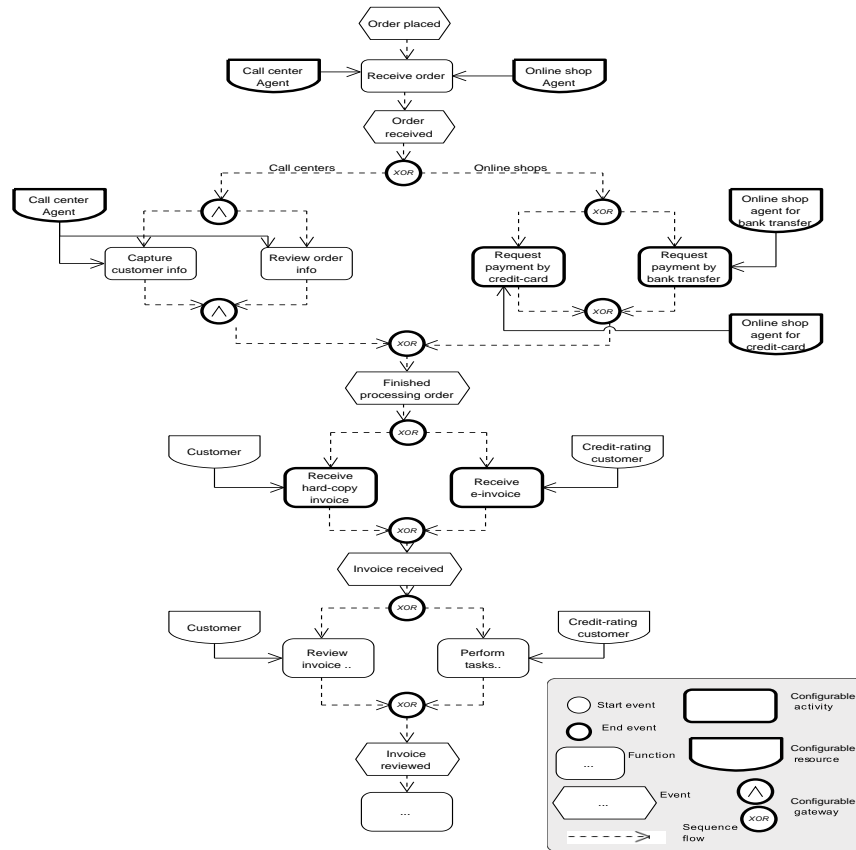 Order placed
Call center
Agent
Receive order
Online shop
Agent
Order
received
Call centers
XOR
Online shops
Call center
Agent
XOR
Online shop
agent for
bank transfer
Capture
customer info
Review order
info
Request
payment by
credit-card
Request
payment by
bank transfer
XOR
Online shop
agent for
credit-card
XOR
Finished
processing order
XOR
Customer
Credit-rating
customer
Receive
hard-copy
invoice
Receive
e-invoice
XOR
Invoice received
XOR
Customer
Credit-rating
customer
Review
invoice ..
Perform
tasks..
XOR
Invoice
reviewed
...
Start event
End event
...
Function
...
Event
Sequence
flow
Configurable
activity
Configurable
resource
XOR
Configurable
gateway